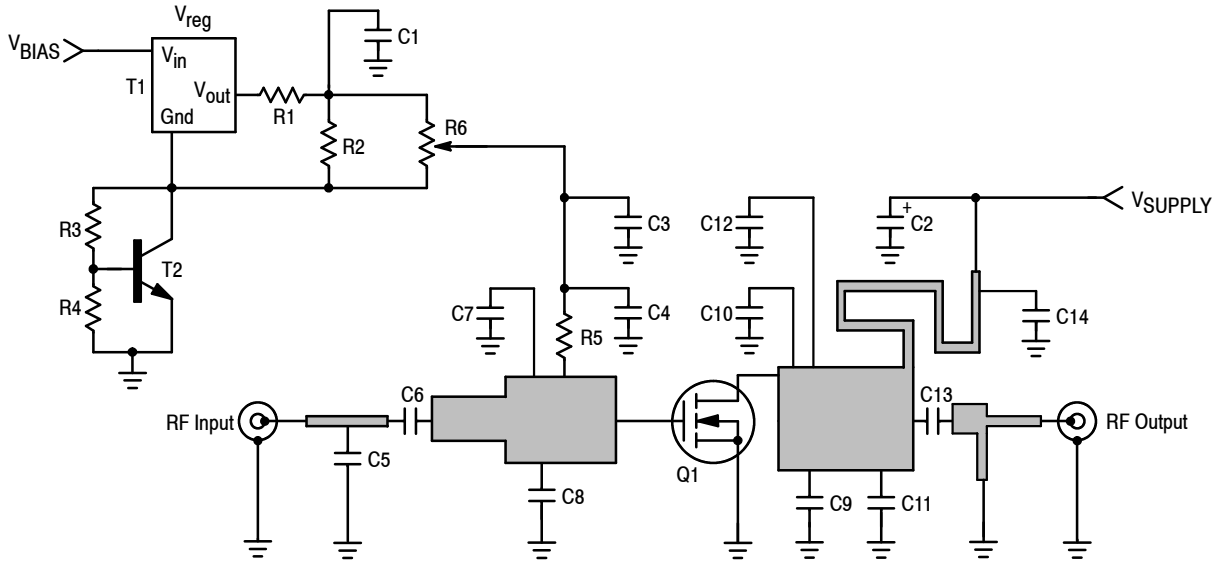 V_reg
C1
V_BIAS
V_in
T1
V_out
R1
Gnd
R2
R6
R3
T2
R4
C3
C12
C2
+
V_SUPPLY
C7
C4
C10
C14
R5
C6
C13
RF Input
RF Output
C5
Q1
C8
C9
C11